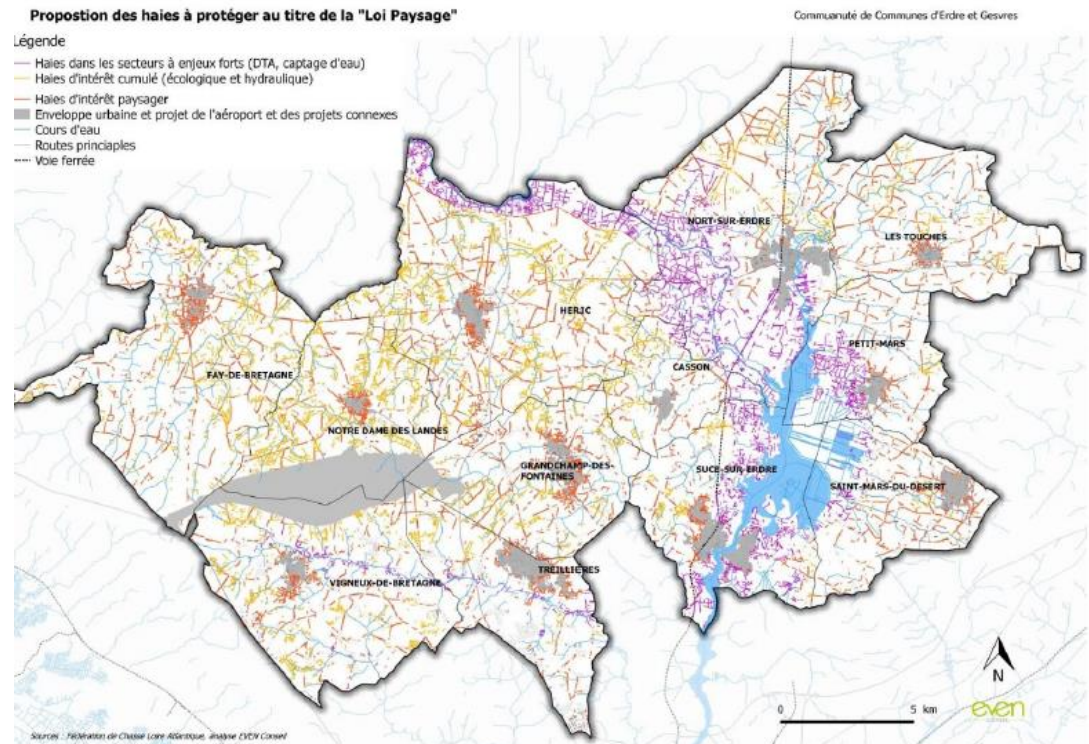 Propostion des haies à protéger au titre de la "Loi Paysage"
Commuanuté de Communes d'Erdre et Gesvres
Légende
Haies dans les secteurs à enjeux forts (DTA, captage d'eau)
Haies d'intérêt cumulé (écologique et hydraulique)
Haies d'intérêt paysager
Enveloppe urbaine et projet de l'aéroport et des projets connexes
Cours d'eau
Routes princiaples
Voie ferrée
NORT-SUR-ERDRE
LES TOUCHES
HERIC
PETIT-MARS
CASSON
FAY-DE-BRETAGNE
NOTRE DAME DES LANDES
GRANDCHAMP-DES-
FONTAINES
SUCE-SUR-ERDRE
SAINT-MARS-DU-DESERT
TREILLIERES
VIGNEUX-DE-BRETAGNE
N
0 5 km
even
Sources : Fédération de Chasse Loire Atlantique, analyse EVEN Conseil